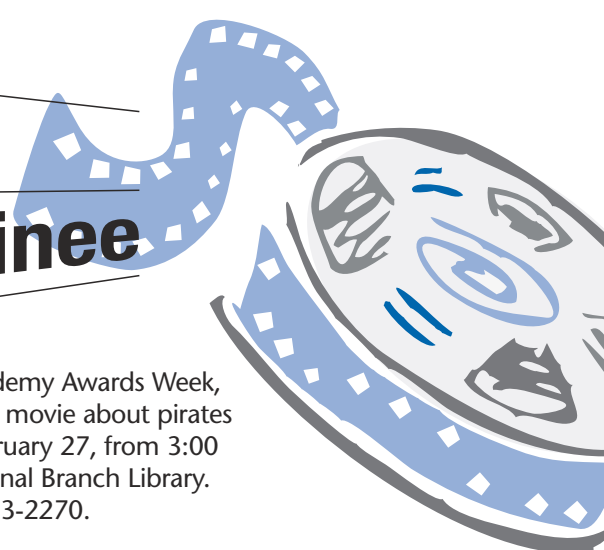 inee
demy Awards Week,
movie about pirates
ruary 27, from 3:00
nal Branch Library.
3-2270.